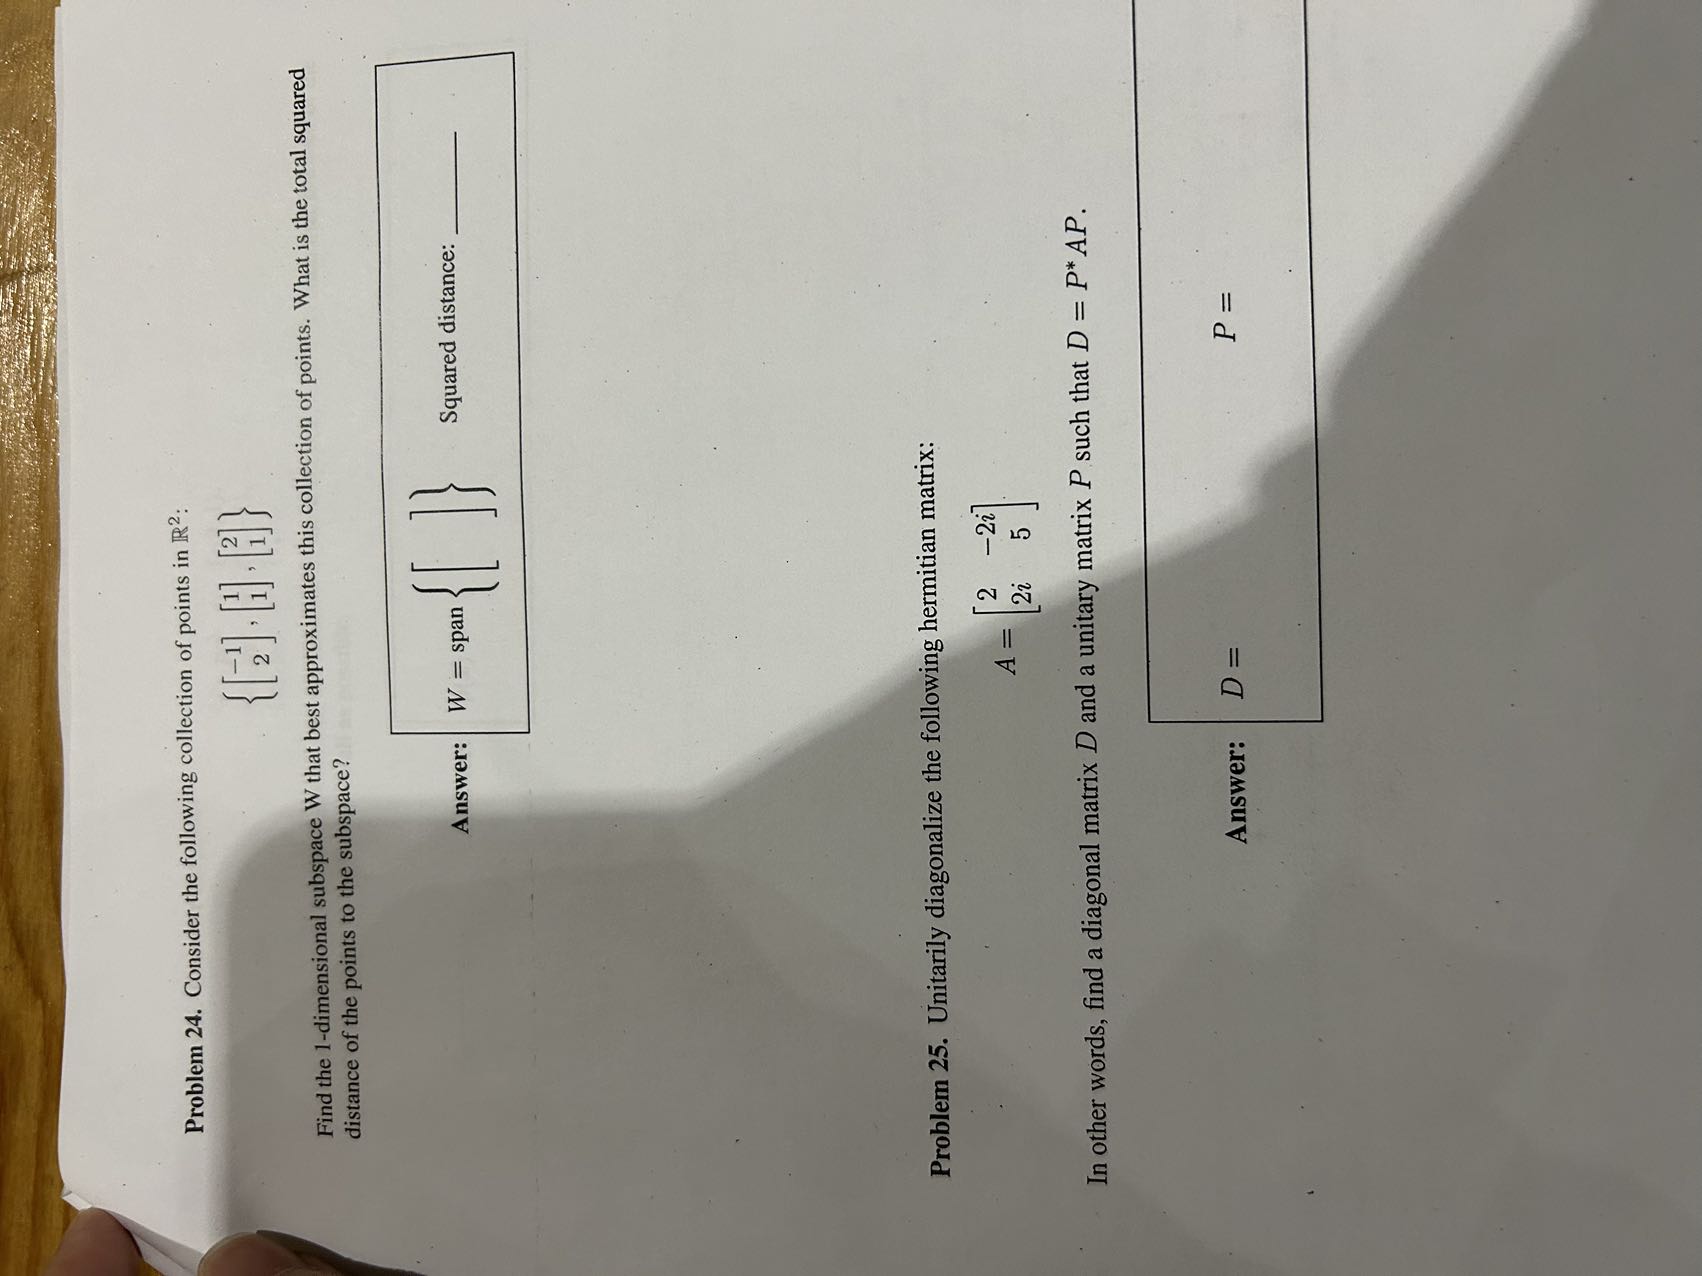 Problem 24. Consider the following collection of points in ℝ²:
{[−1 2], [1 1], [2 1]}
Find the 1-dimensional subspace W that best approximates this collection of points. What is the total squared
distance of the points to the subspace?
Answer: W = span {[ ]} Squared distance: ______
Problem 25. Unitarily diagonalize the following hermitian matrix:
A = [2 −2i
2i 5].
In other words, find a diagonal matrix D and a unitary matrix P such that D = P*AP.
Answer: D = P =